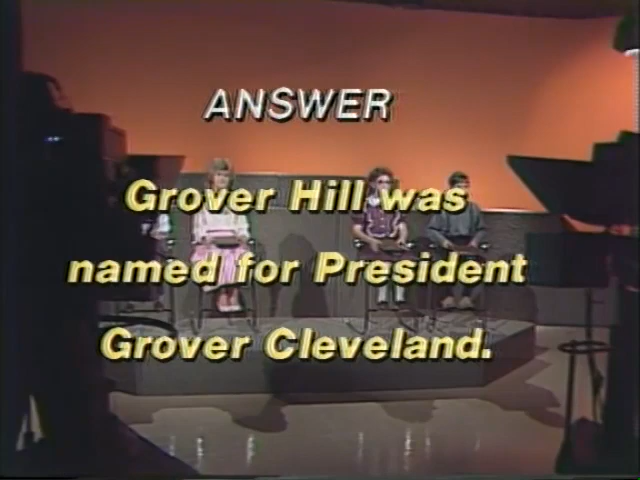 ANSWER
Grover Hill was
named for President
Grover Cleveland.